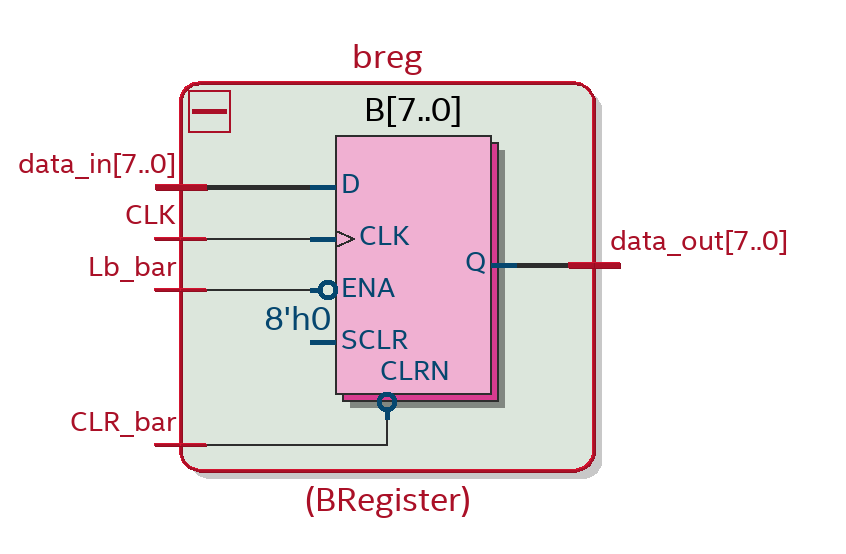 breg
B[7..0]
data_in[7..0]
D
CLK
CLK
data_out[7..0]
Lb_bar
Q
ENA
8'h0
SCLR
CLRN
CLR_bar
(BRegister)